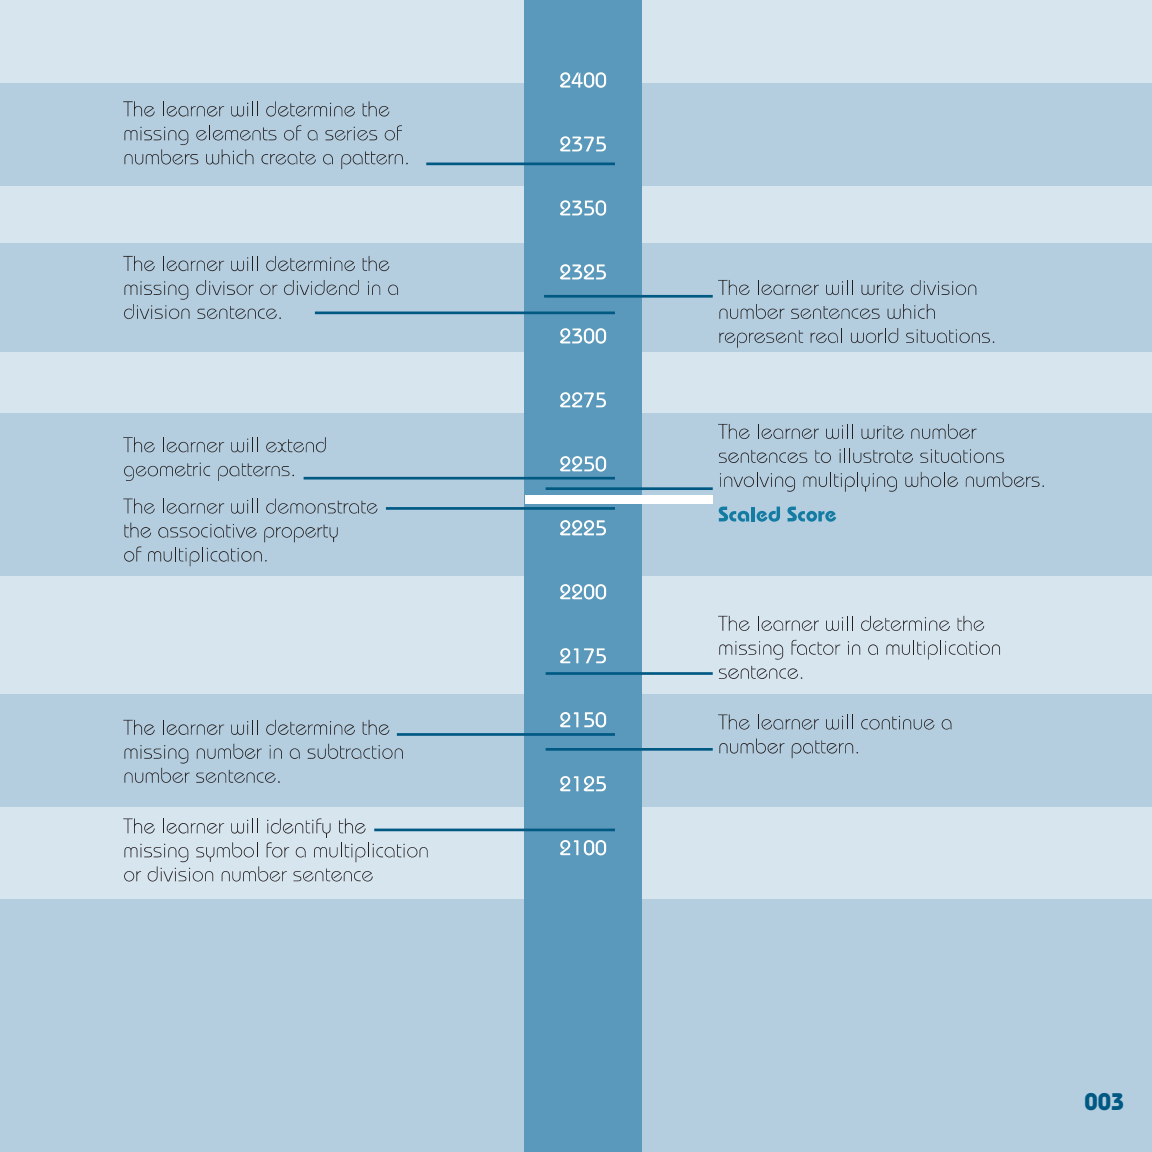 2400
The learner will determine the
missing elements of a series of
numbers which create a pattern.
2375
2350
The learner will determine the
missing divisor or dividend in a
division sentence.
2325
The learner will write division
number sentences which
represent real world situations.
2300
2275
The learner will extend
geometric patterns.
2250
The learner will write number
sentences to illustrate situations
involving multiplying whole numbers.
Scaled Score
The learner will demonstrate
the associative property
of multiplication.
2225
2200
The learner will determine the
missing factor in a multiplication
sentence.
2175
The learner will determine the
missing number in a subtraction
number sentence.
2150
The learner will continue a
number pattern.
2125
The learner will identify the
missing symbol for a multiplication
or division number sentence
2100
003